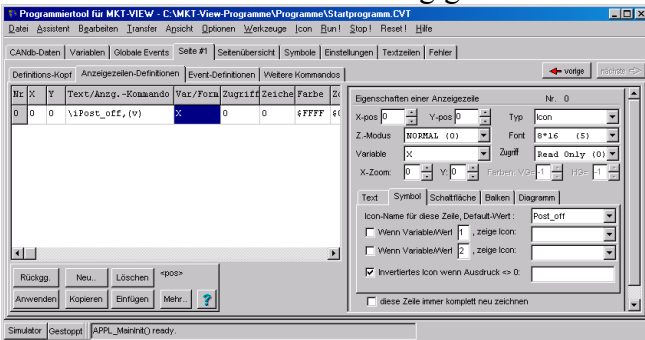 Programmiertool für MKT-VIEW - C:\MKT-View-Programme\Programme\Startprogramm.CVT
Datei Assistent Bearbeiten Transfer Ansicht Optionen Werkzeuge Icon Run! Stop! Reset! Hilfe
CANdb-Daten Variablen Globale Events Seite #1 Seitenübersicht Symbole Einstellungen Textzeilen Fehler
Definitions-Kopf Anzeigezeilen-Definitionen Event-Definitionen Weitere Kommandos vorige nächste =>
Nr X Y Text/Anzg.-Kommando Var/Form Zugriff Zeiche Farbe
0 0 0 \iPost_off,(v) X 0 0 $FFFF
Eigenschaften einer Anzeigezeile Nr. 0
X-pos 0 Y-pos 0 Typ Icon
Z.-Modus NORMAL (0) Font 8*16 (5)
Variable X Zugriff Read Only (0)
X-Zoom: 0 Y: 0 Farben: VG= -1 HG= -1
Text Symbol Schaltfläche Balken Diagramm
Icon-Name für diese Zeile, Default-Wert : Post_off
Wenn Variable/Wert 1 , zeige Icon:
Wenn Variable/Wert 2 , zeige Icon:
Invertiertes Icon wenn Ausdruck <> 0:
diese Zeile immer komplett neu zeichnen
Rückgg. Neu.. Löschen <pos>
Anwenden Kopieren Einfügen Mehr.. ?
Simulator Gestoppt APPL_MainInit() ready.